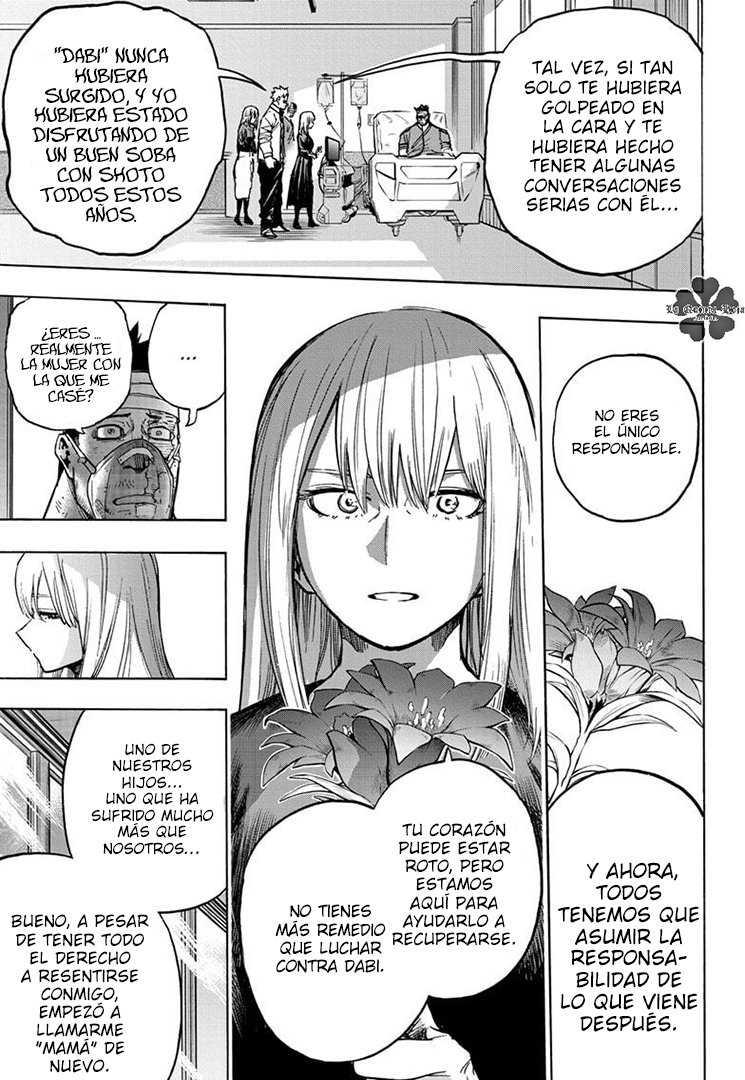 TAL VEZ, SI TAN
SOLO TE HUBIERA
GOLPEADO EN
LA CARA Y TE
HUBIERA HECHO
TENER ALGUNAS
CONVERSACIONES
SERIAS CON ÉL...
"DABI" NUNCA
HUBIERA
SURGIDO, Y YO
HUBIERA ESTADO
DISFRUTANDO DE
UN BUEN SOBA
CON SHOTO
TODOS ESTOS
AÑOS.
NO ERES
EL ÚNICO
RESPONSABLE.
Y AHORA,
TODOS
TENEMOS QUE
ASUMIR LA
RESPONSA-
BILIDAD DE
LO QUE VIENE
DESPUÉS.
TU CORAZÓN
PUEDE ESTAR
ROTO, PERO
ESTAMOS
AQUÍ PARA
AYUDARLO A
RECUPERARSE.
NO TIENES
MÁS REMEDIO
QUE LUCHAR
CONTRA DABI.
...
¿ERES ...
REALMENTE
LA MUJER CON
LA QUE ME
CASÉ?
UNO DE
NUESTROS
HIJOS...
UNO QUE HA
SUFRIDO MUCHO
MÁS QUE
NOSOTROS...
BUENO, A PESAR
DE TENER TODO
EL DERECHO
A RESENTIRSE
CONMIGO,
EMPEZÓ A
LLAMARME
"MAMÁ" DE
NUEVO.